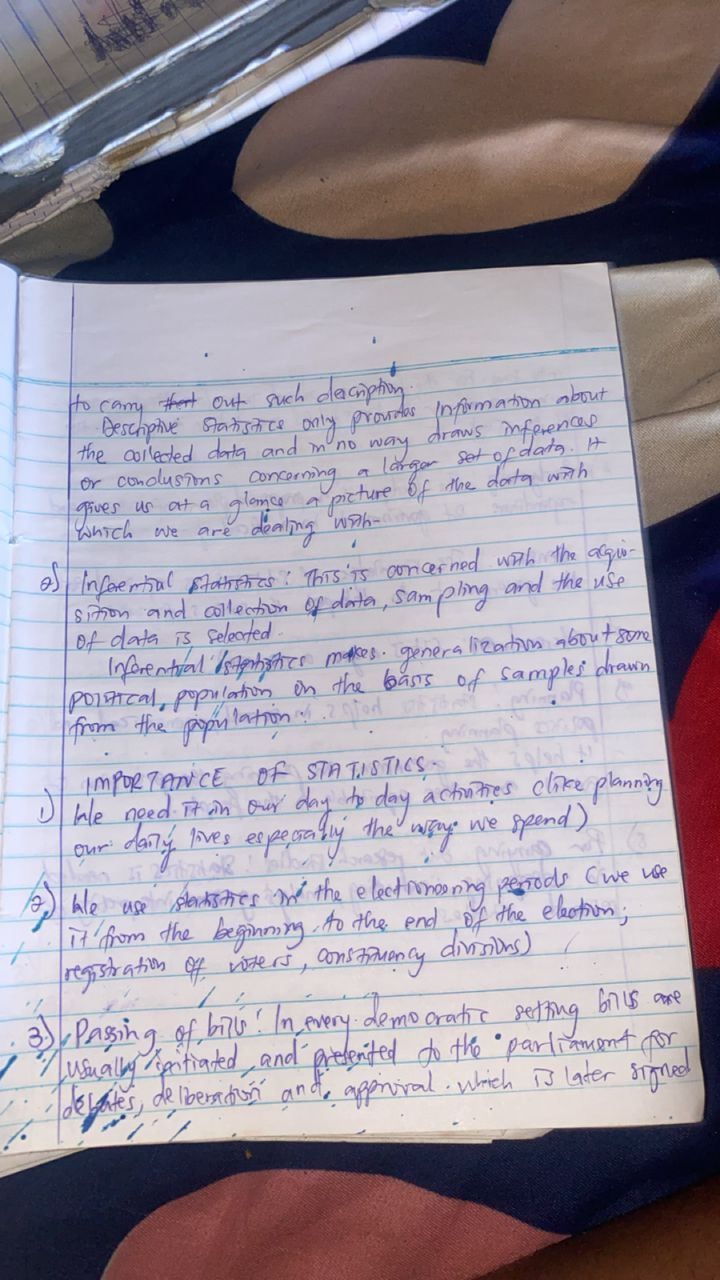 to carry out such description.
Descriptive Statistics only provides Information about
the collected data and in no way draws inferences
or conclusions concerning a larger set of data. It
gives us at a glance a picture of the data with
which we are dealing with-
2) Inferential statistics: This is concerned with the acqui-
sition and collection of data, sampling and the use
of data is selected.
Inferential statistics makes generalization about some
political, population on the basis of samples drawn
from the population.
IMPORTANCE OF STATISTICS
1) We need it in our day to day activities (like planning
our daily lives especially the way we spend)
2) We use statistics in the electioneering periods (we use
it from the beginning to the end of the election;
registration of voters, constituency divisions)
3) Passing of bills: In every democratic setting bills are
usually initiated and presented to the parliament for
debates, deliberation and approval which is later signed